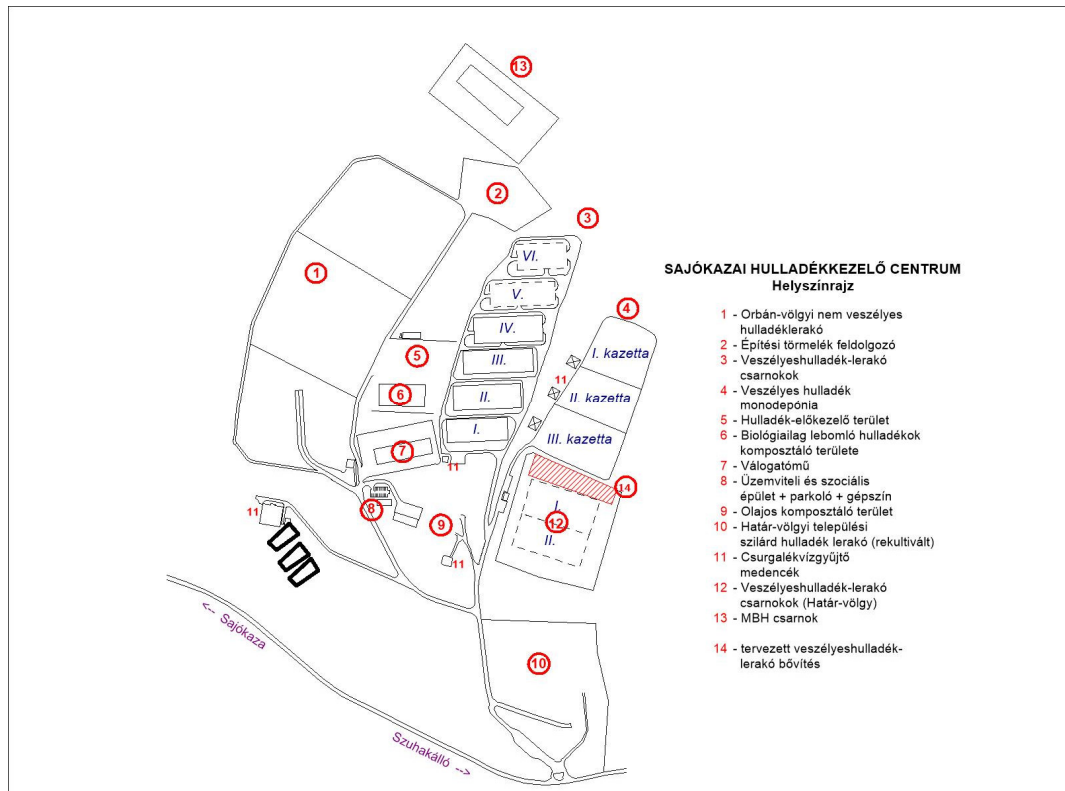 13
2
3
VI.
1
V.
4
IV.
I. kazetta
5
III.
11
6
II.
II. kazetta
I.
III. kazetta
7
11
14
8
9
I.
12
II.
11
11
<-- Sajókaza
10
Szuhakálló -->
SAJÓKAZAI HULLADÉKKEZELŐ CENTRUM
Helyszínrajz
1 - Orbán-völgyi nem veszélyes
hulladéklerakó
2 - Építési törmelék feldolgozó
3 - Veszélyeshulladék-lerakó
csarnokok
4 - Veszélyes hulladék
monodepónia
5 - Hulladék-előkezelő terület
6 - Biológiailag lebomló hulladékok
komposztáló területe
7 - Válogatómű
8 - Üzemviteli és szociális
épület + parkoló + gépszín
9 - Olajos komposztáló terület
10 - Határ-völgyi települési
szilárd hulladék lerakó (rekultivált)
11 - Csurgalékvízgyűjtő
medencék
12 - Veszélyeshulladék-lerakó
csarnokok (Határ-völgy)
13 - MBH csarnok
14 - tervezett veszélyeshulladék-
lerakó bővítés